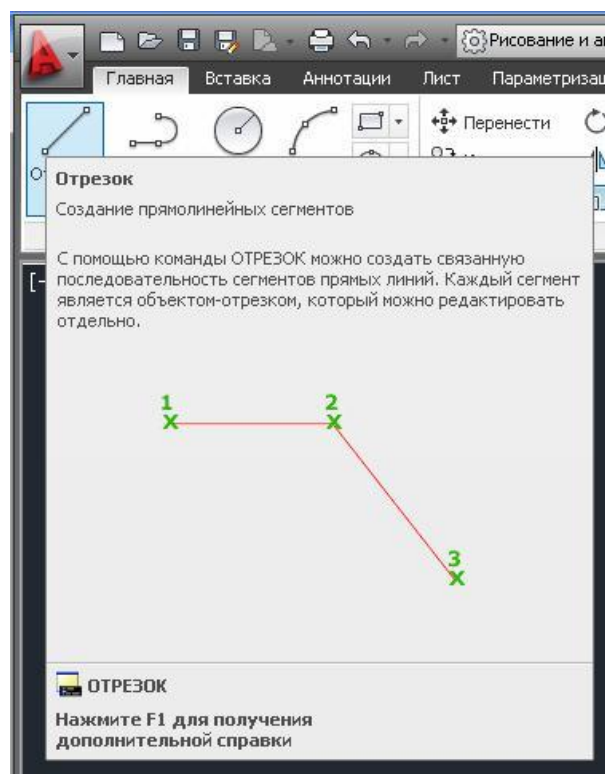 Рисование и а
Главная Вставка Аннотации Лист Параметризац
Перенести
Отрезок
Создание прямолинейных сегментов
С помощью команды ОТРЕЗОК можно создать связанную
последовательность сегментов прямых линий. Каждый сегмент
является объектом-отрезком, который можно редактировать
отдельно.
1 2
3
ОТРЕЗОК
Нажмите F1 для получения
дополнительной справки